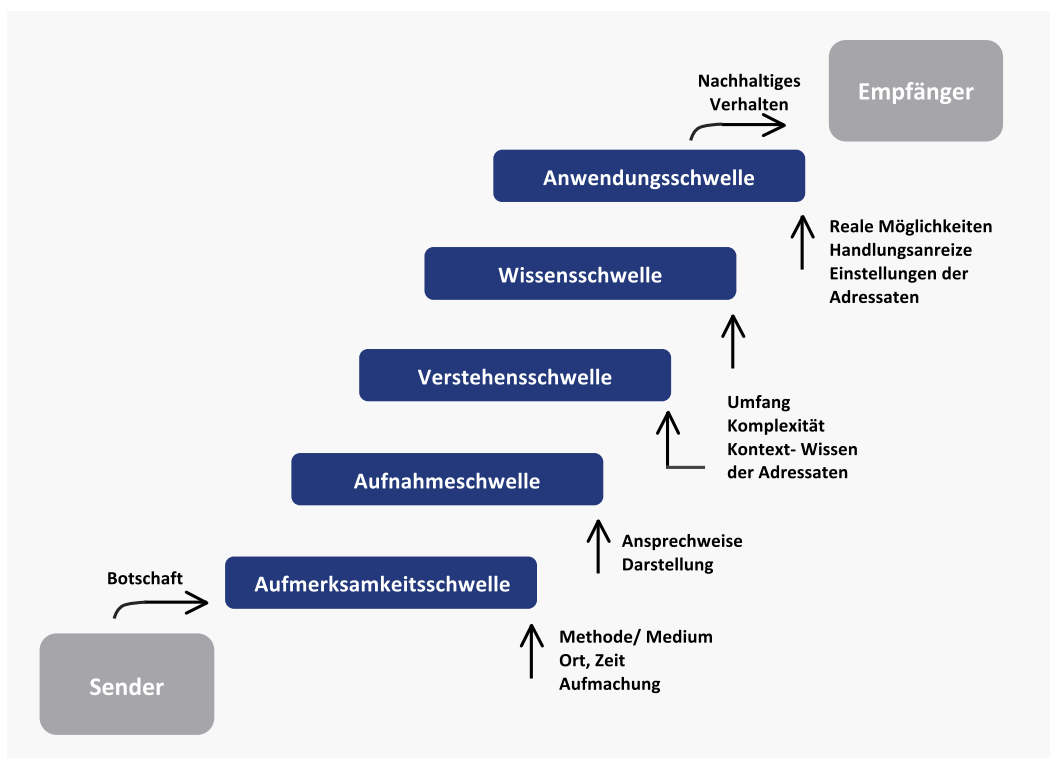 Nachhaltiges
Verhalten
Empfänger
Anwendungsschwelle
Reale Möglichkeiten
Handlungsanreize
Einstellungen der
Adressaten
Wissensschwelle
Verstehensschwelle
Umfang
Komplexität
Kontext- Wissen
der Adressaten
Aufnahmeschwelle
Ansprechweise
Darstellung
Botschaft
Aufmerksamkeitsschwelle
Methode/ Medium
Ort, Zeit
Aufmachung
Sender